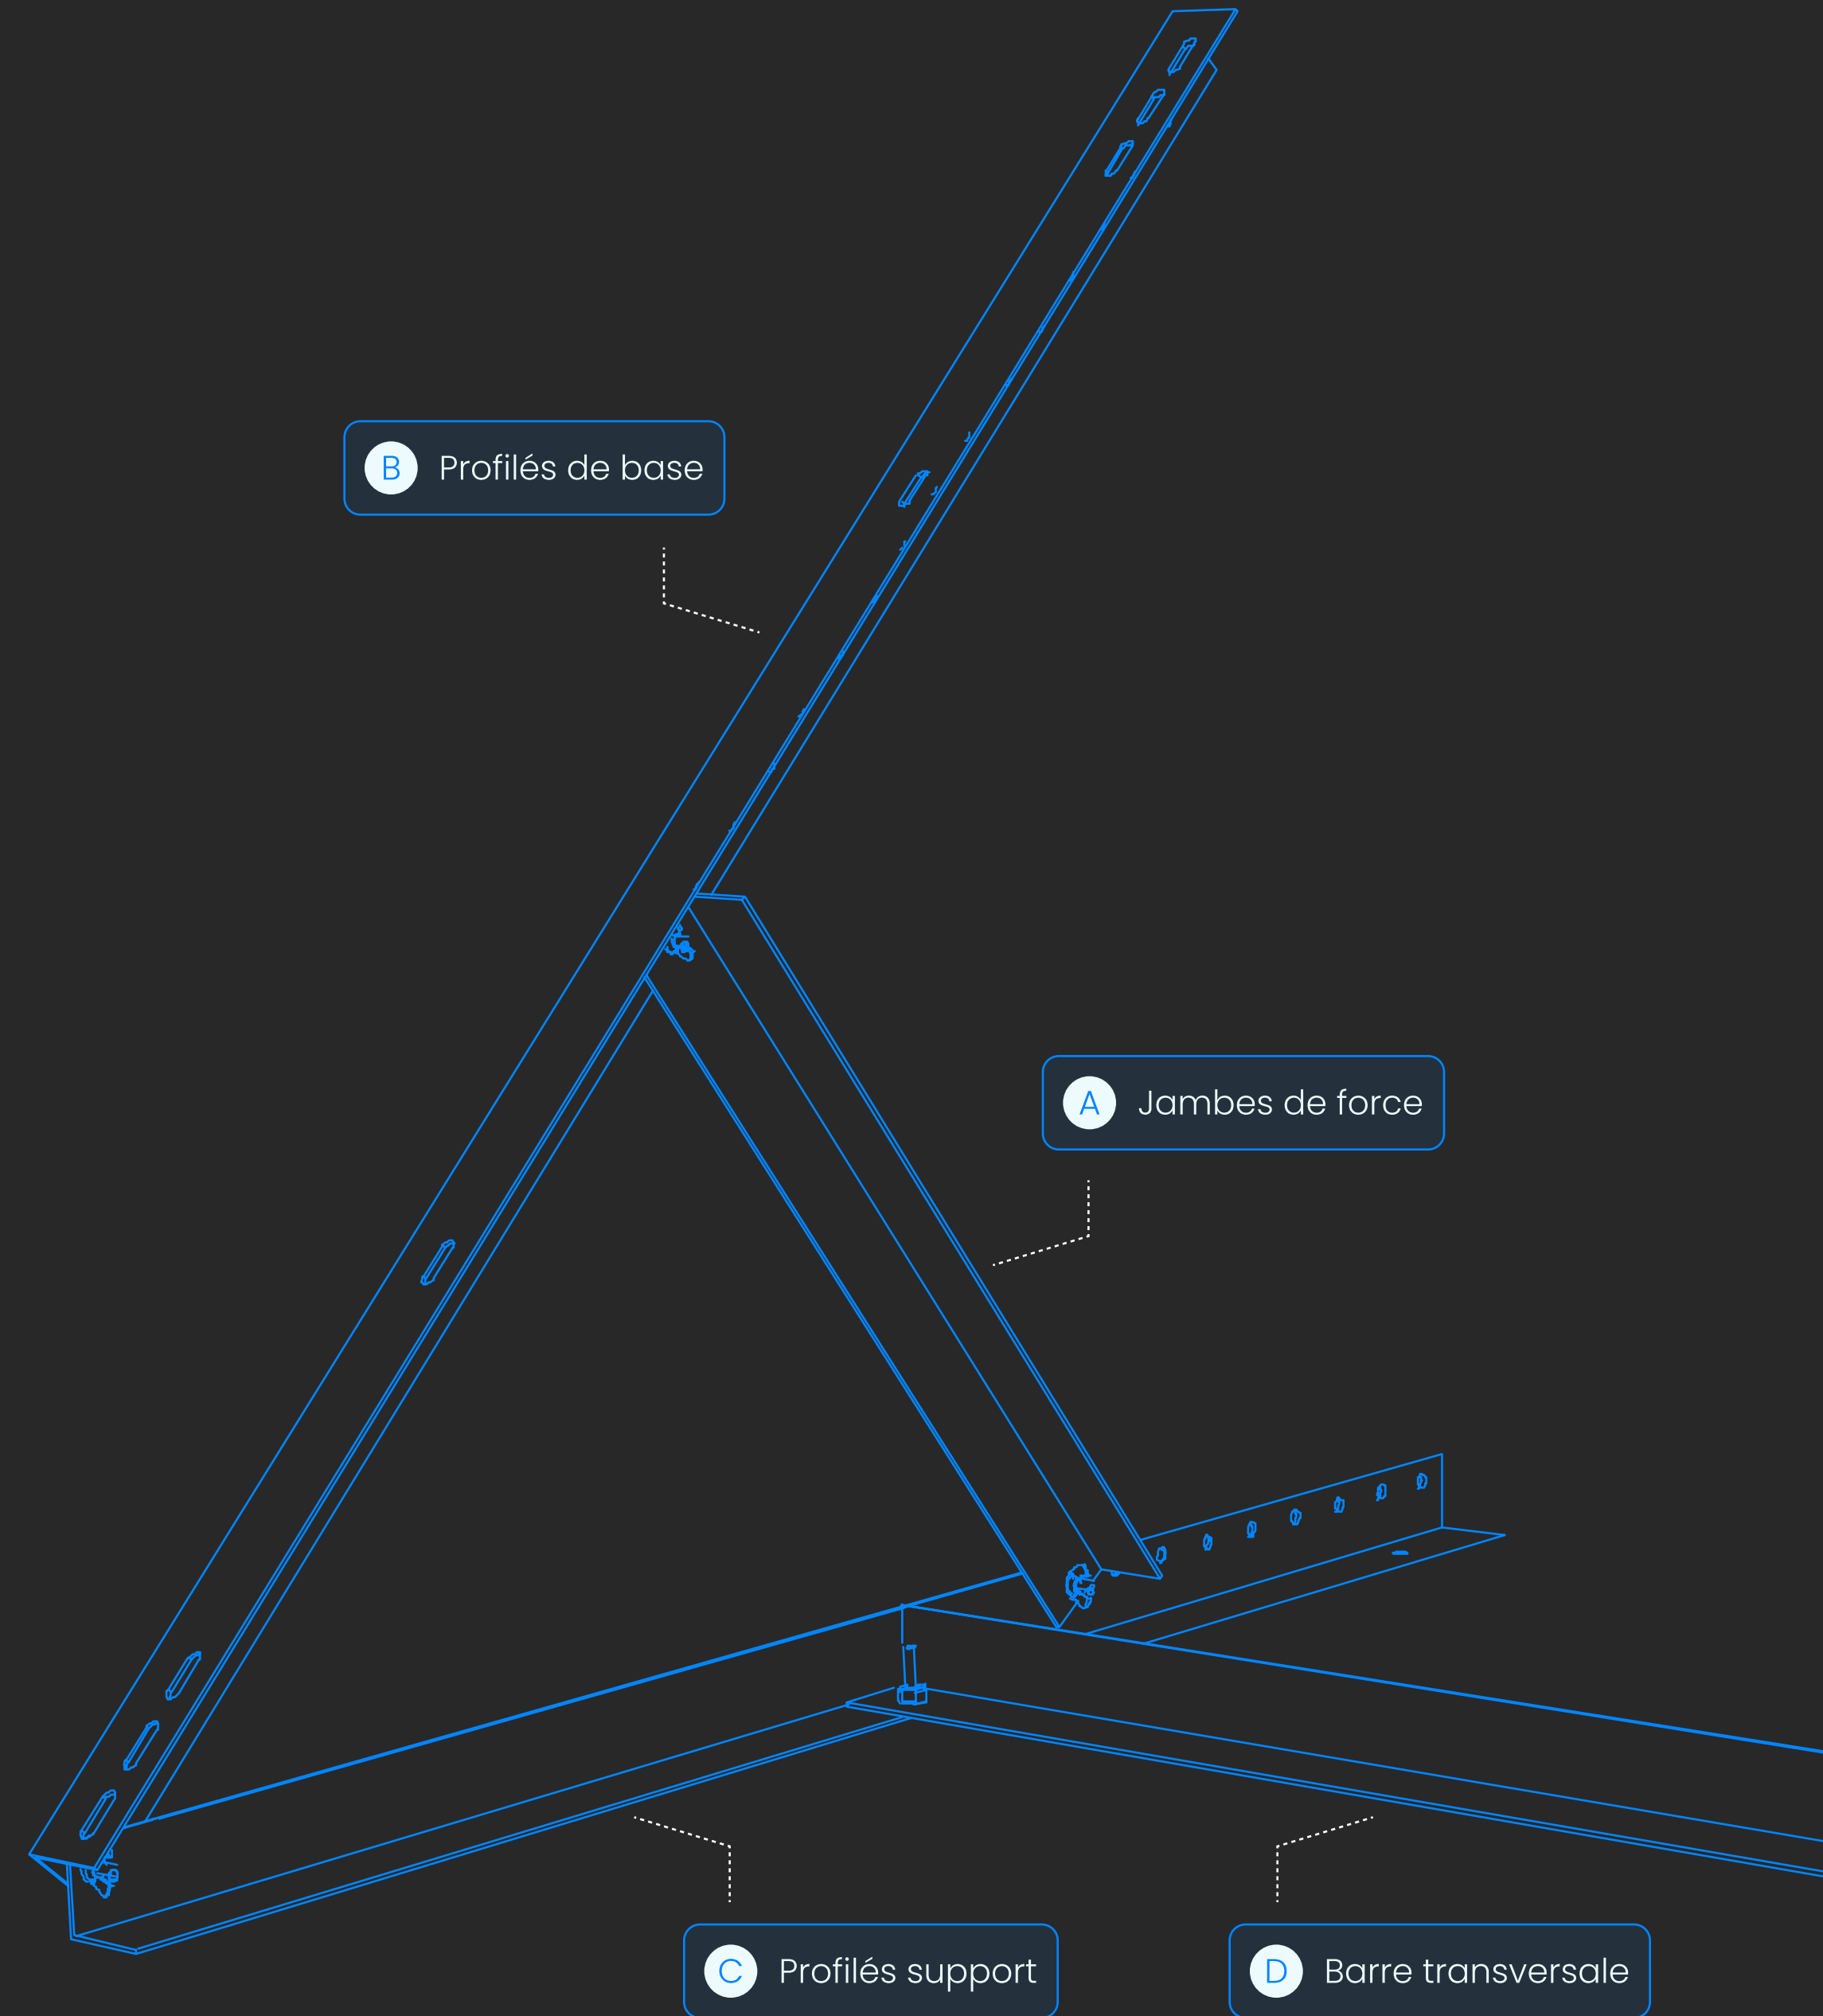 B Profilés de base
A Jambes de force
C Profilés support
D Barre transversale